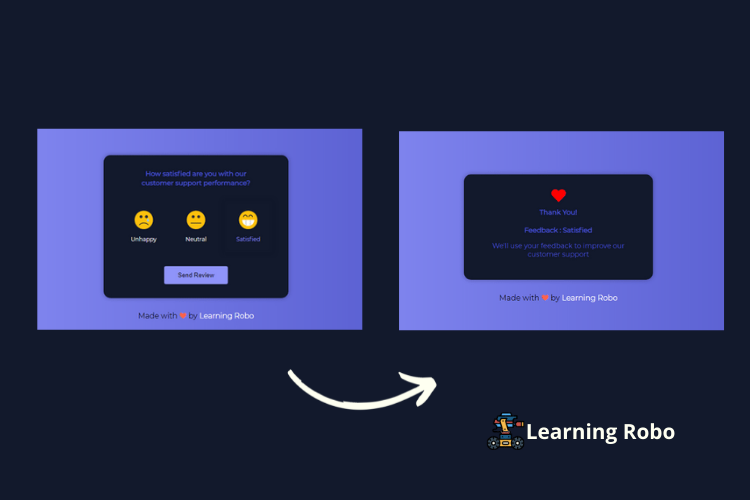 How satisfied are you with our
customer support performance?
Unhappy
Neutral
Satisfied
Send Review
Made with by Learning Robo
Thank You!
Feedback : Satisfied
We'll use your feedback to improve our
customer support
Made with by Learning Robo
Learning Robo